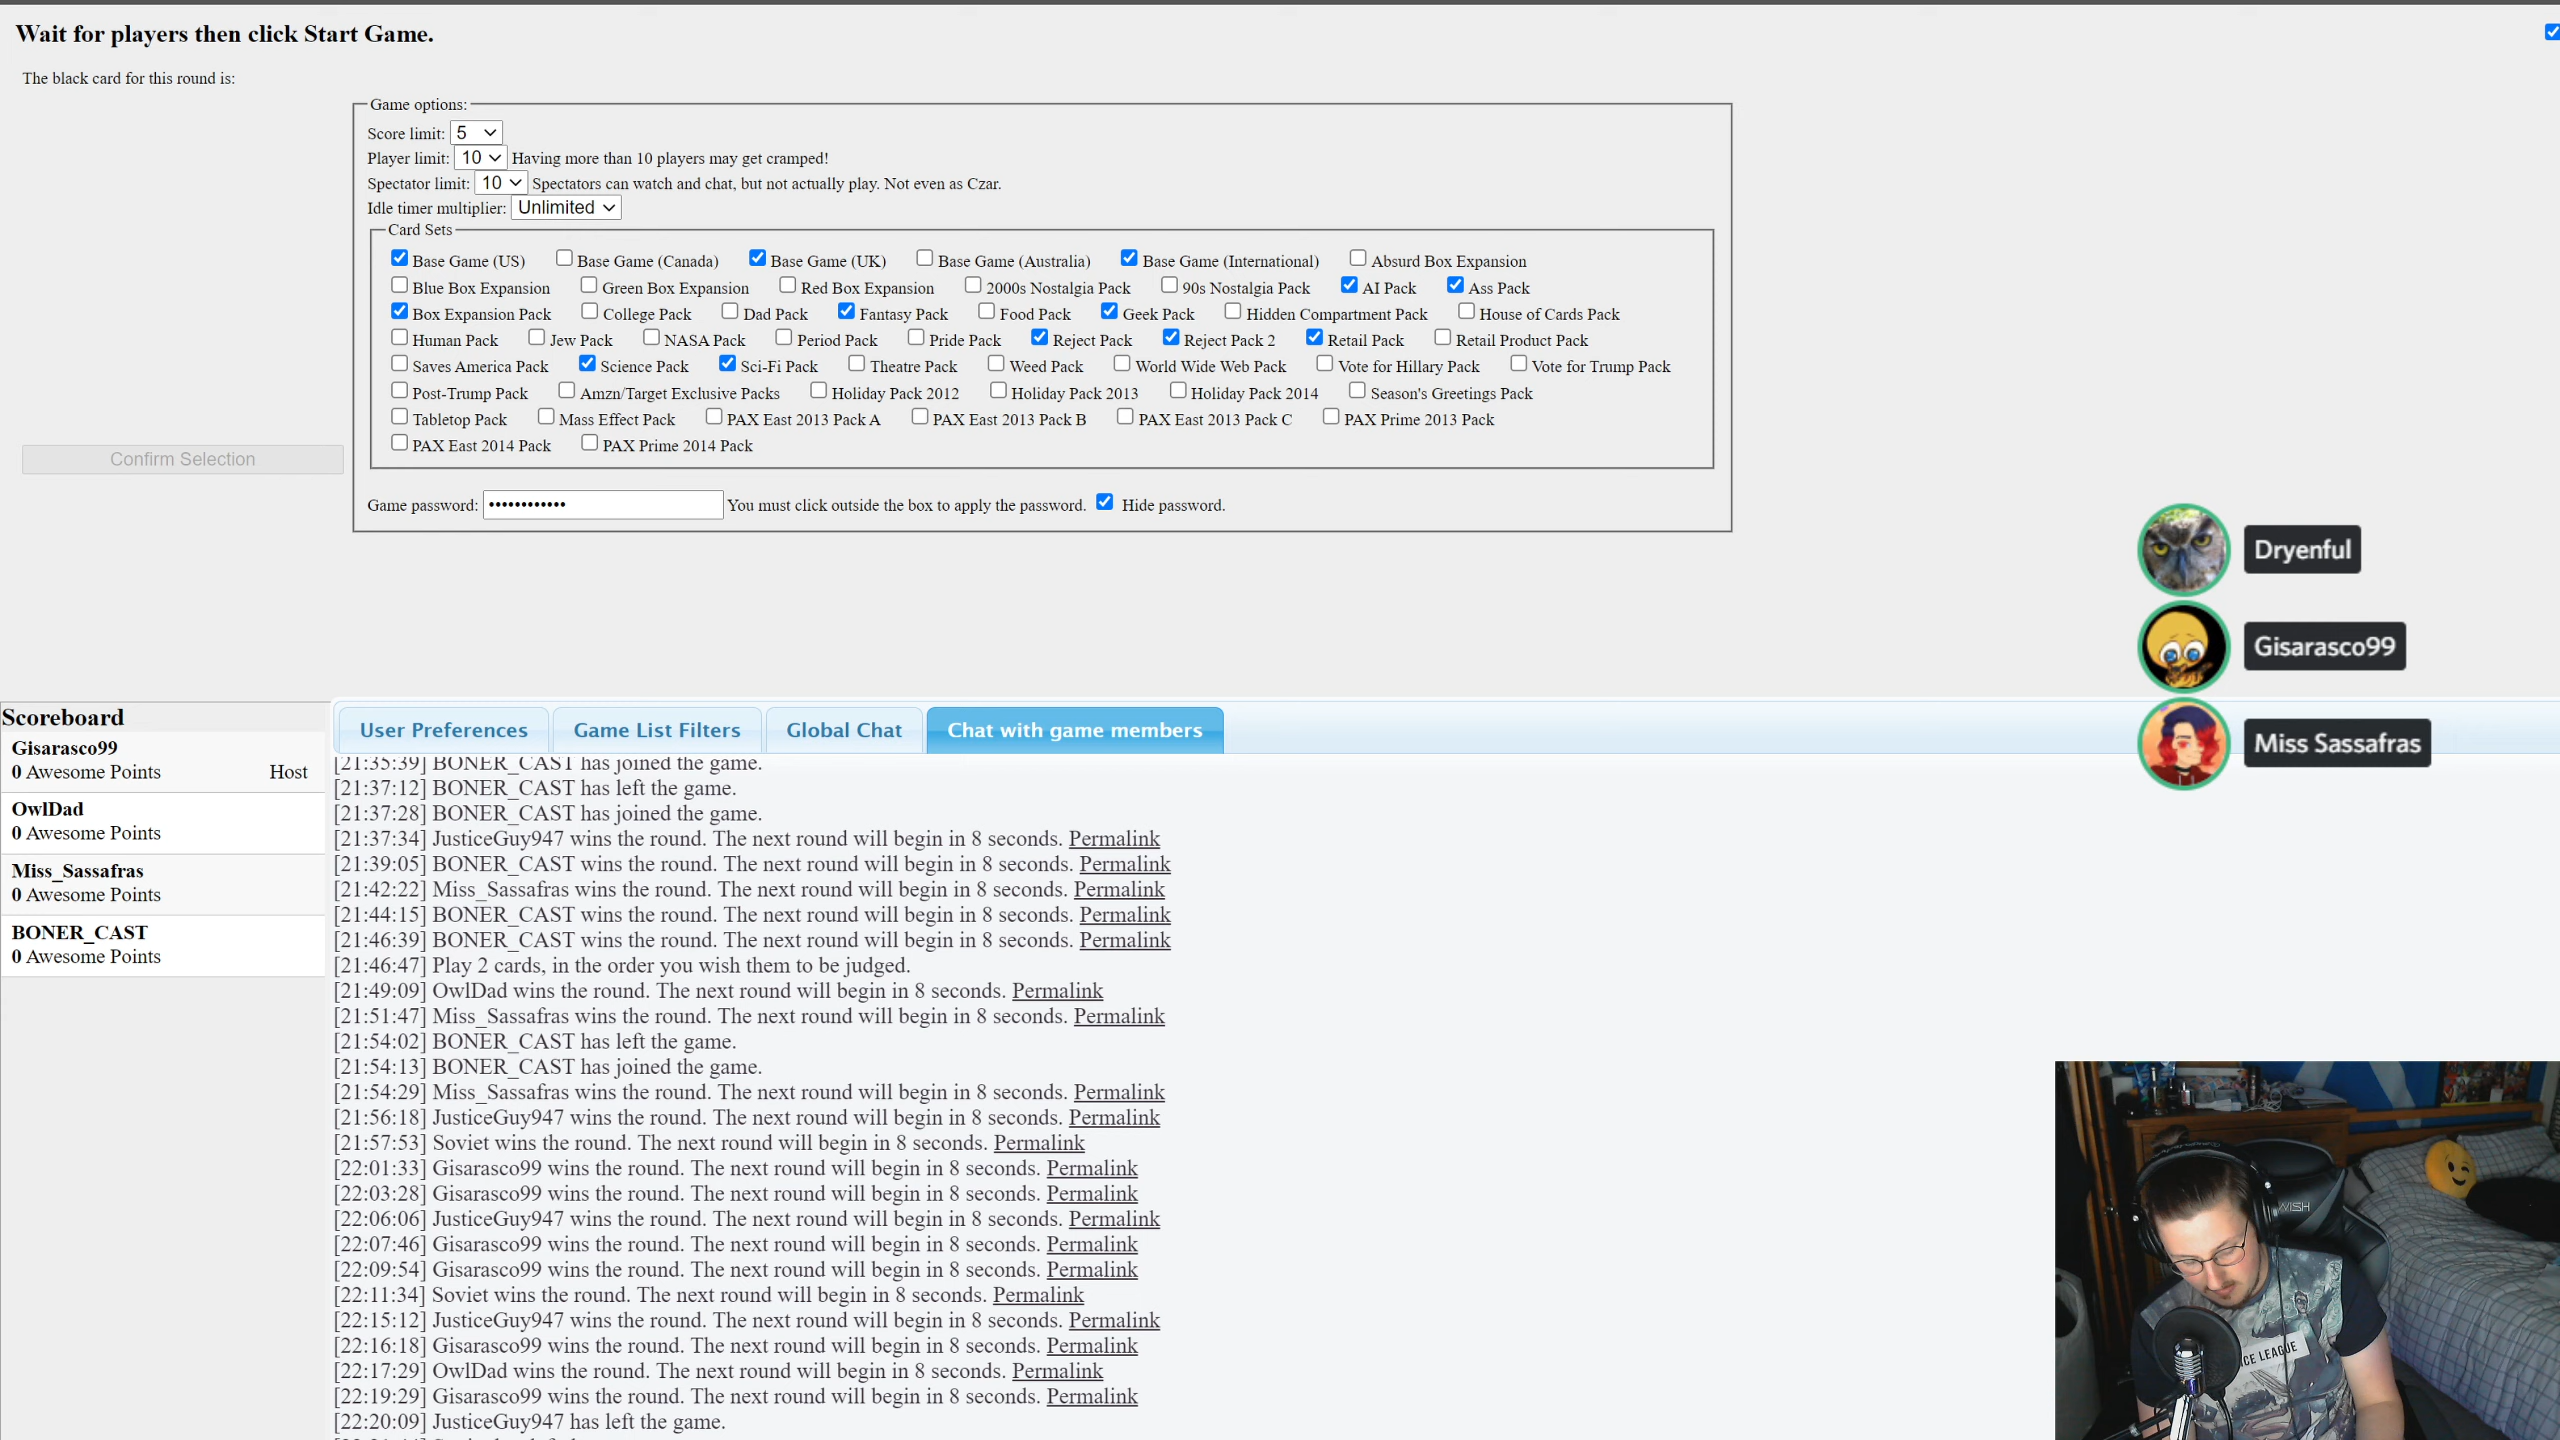 Wait for players then click Start Game.
The black card for this round is:
Game options:
Score limit: 5
Player limit: 10 Having more than 10 players may get cramped!
Spectator limit: 10 Spectators can watch and chat, but not actually play. Not even as Czar.
Idle timer multiplier: Unlimited
Card Sets
Base Game (US) Base Game (Canada) Base Game (UK) Base Game (Australia) Base Game (International) Absurd Box Expansion
Blue Box Expansion Green Box Expansion Red Box Expansion 2000s Nostalgia Pack 90s Nostalgia Pack AI Pack Ass Pack
Box Expansion Pack College Pack Dad Pack Fantasy Pack Food Pack Geek Pack Hidden Compartment Pack House of Cards Pack
Human Pack Jew Pack NASA Pack Period Pack Pride Pack Reject Pack Reject Pack 2 Retail Pack Retail Product Pack
Saves America Pack Science Pack Sci-Fi Pack Theatre Pack Weed Pack World Wide Web Pack Vote for Hillary Pack Vote for Trump Pack
Post-Trump Pack Amzn/Target Exclusive Packs Holiday Pack 2012 Holiday Pack 2013 Holiday Pack 2014 Season's Greetings Pack
Tabletop Pack Mass Effect Pack PAX East 2013 Pack A PAX East 2013 Pack B PAX East 2013 Pack C PAX Prime 2013 Pack
PAX East 2014 Pack PAX Prime 2014 Pack
Confirm Selection
Game password: •••••••••••• You must click outside the box to apply the password. Hide password.
Dryenful
Gisarasco99
Miss Sassafras
Scoreboard
Gisarasco99
0 Awesome Points Host
OwlDad
0 Awesome Points
Miss_Sassafras
0 Awesome Points
BONER_CAST
0 Awesome Points
User Preferences Game List Filters Global Chat Chat with game members
[21:35:39] BONER_CAST has joined the game.
[21:37:12] BONER_CAST has left the game.
[21:37:28] BONER_CAST has joined the game.
[21:37:34] JusticeGuy947 wins the round. The next round will begin in 8 seconds. Permalink
[21:39:05] BONER_CAST wins the round. The next round will begin in 8 seconds. Permalink
[21:42:22] Miss_Sassafras wins the round. The next round will begin in 8 seconds. Permalink
[21:44:15] BONER_CAST wins the round. The next round will begin in 8 seconds. Permalink
[21:46:39] BONER_CAST wins the round. The next round will begin in 8 seconds. Permalink
[21:46:47] Play 2 cards, in the order you wish them to be judged.
[21:49:09] OwlDad wins the round. The next round will begin in 8 seconds. Permalink
[21:51:47] Miss_Sassafras wins the round. The next round will begin in 8 seconds. Permalink
[21:54:02] BONER_CAST has left the game.
[21:54:13] BONER_CAST has joined the game.
[21:54:29] Miss_Sassafras wins the round. The next round will begin in 8 seconds. Permalink
[21:56:18] JusticeGuy947 wins the round. The next round will begin in 8 seconds. Permalink
[21:57:53] Soviet wins the round. The next round will begin in 8 seconds. Permalink
[22:01:33] Gisarasco99 wins the round. The next round will begin in 8 seconds. Permalink
[22:03:28] Gisarasco99 wins the round. The next round will begin in 8 seconds. Permalink
[22:06:06] JusticeGuy947 wins the round. The next round will begin in 8 seconds. Permalink
[22:07:46] Gisarasco99 wins the round. The next round will begin in 8 seconds. Permalink
[22:09:54] Gisarasco99 wins the round. The next round will begin in 8 seconds. Permalink
[22:11:34] Soviet wins the round. The next round will begin in 8 seconds. Permalink
[22:15:12] JusticeGuy947 wins the round. The next round will begin in 8 seconds. Permalink
[22:16:18] Gisarasco99 wins the round. The next round will begin in 8 seconds. Permalink
[22:17:29] OwlDad wins the round. The next round will begin in 8 seconds. Permalink
[22:19:29] Gisarasco99 wins the round. The next round will begin in 8 seconds. Permalink
[22:20:09] JusticeGuy947 has left the game.
LEAGUE